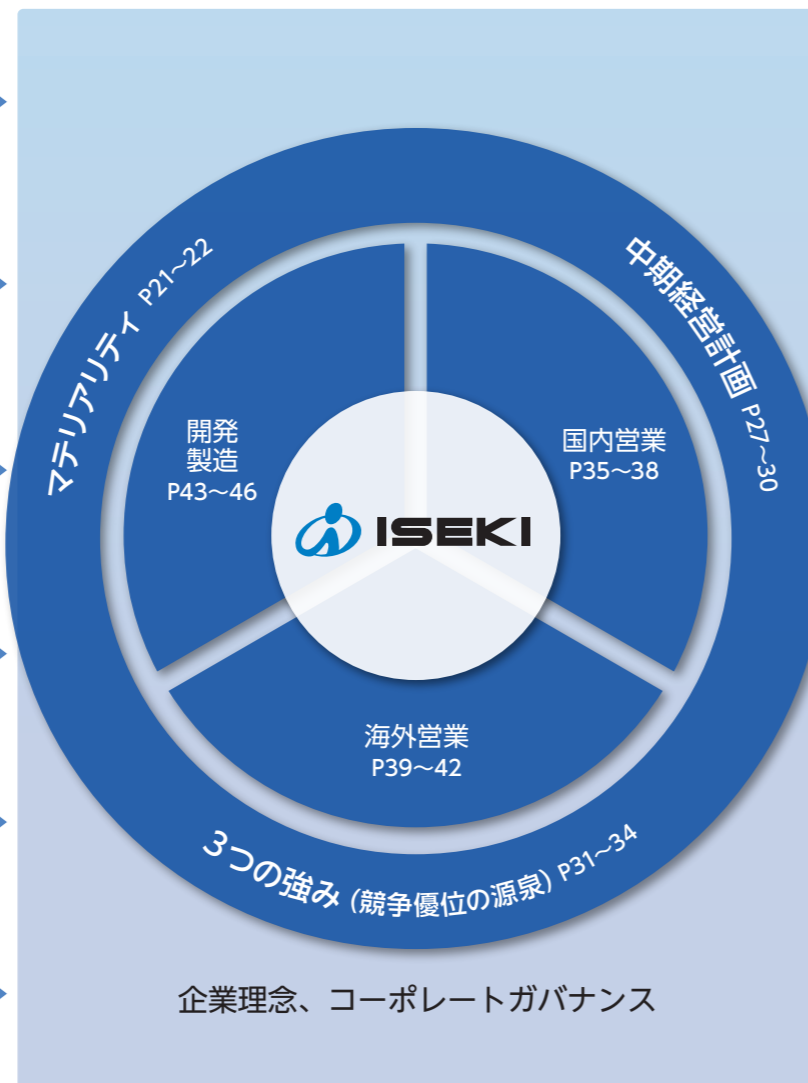 マテリアリティ P21～22
中期経営計画 P27～30
開発
製造
P43～46
国内営業
P35～38
ISEKI
海外営業
P39～42
3つの強み（競争優位の源泉）P31～34
企業理念、コーポレートガバナンス